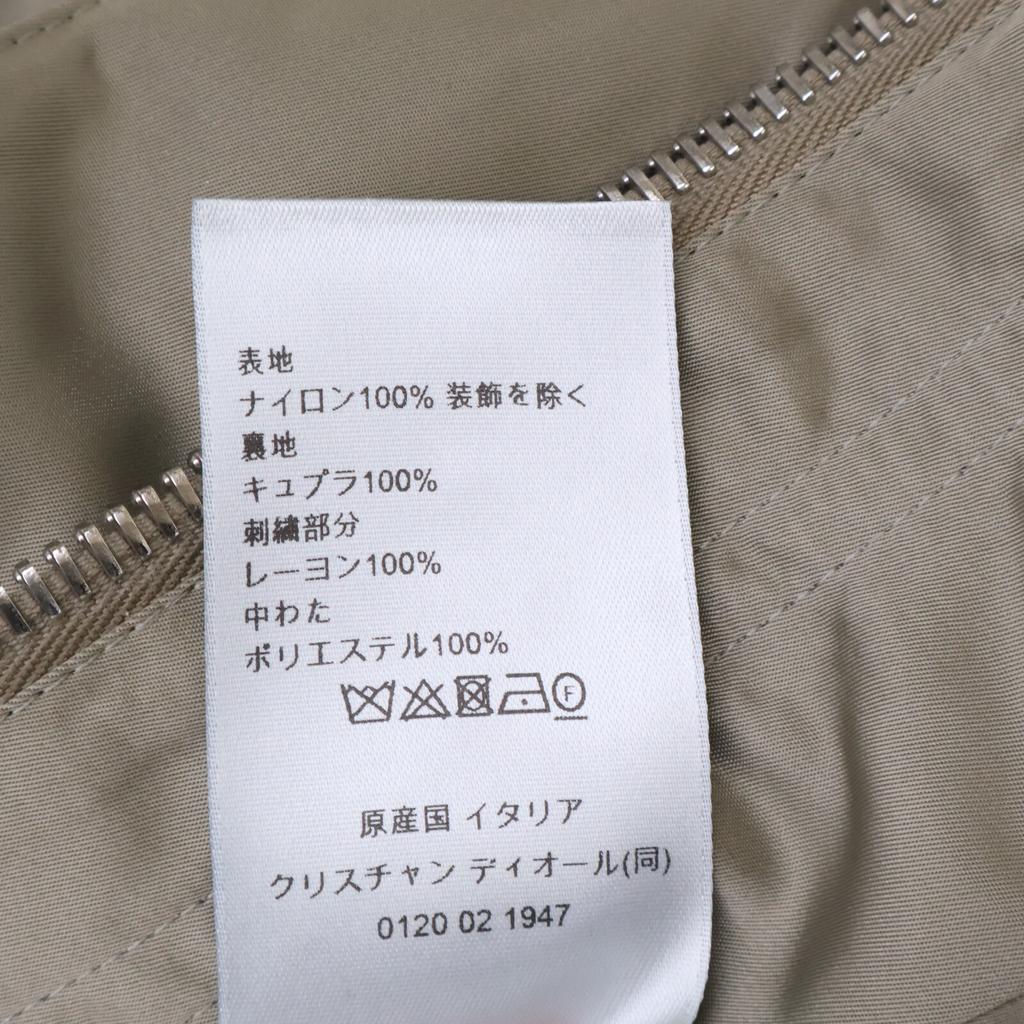 表地
ナイロン100% 装飾を除く
裏地
キュプラ100%
刺繍部分
レーヨン100%
中わた
ポリエステル100%
F
原産国 イタリア
クリスチャン ディオール(同)
0120 02 1947